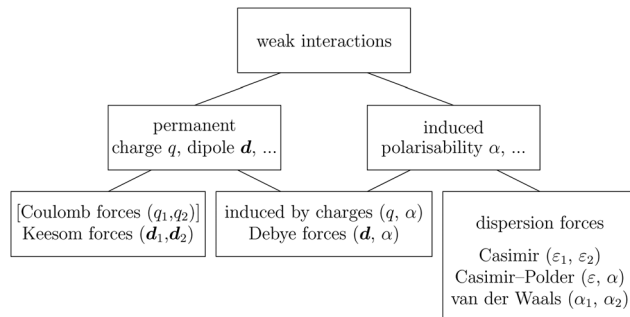 weak interactions
permanent
charge q, dipole d, ...
induced
polarisability α, ...
[Coulomb forces (q₁,q₂)]
Keesom forces (d₁,d₂)
induced by charges (q, α)
Debye forces (d, α)
dispersion forces
Casimir (ε₁, ε₂)
Casimir–Polder (ε, α)
van der Waals (α₁, α₂)